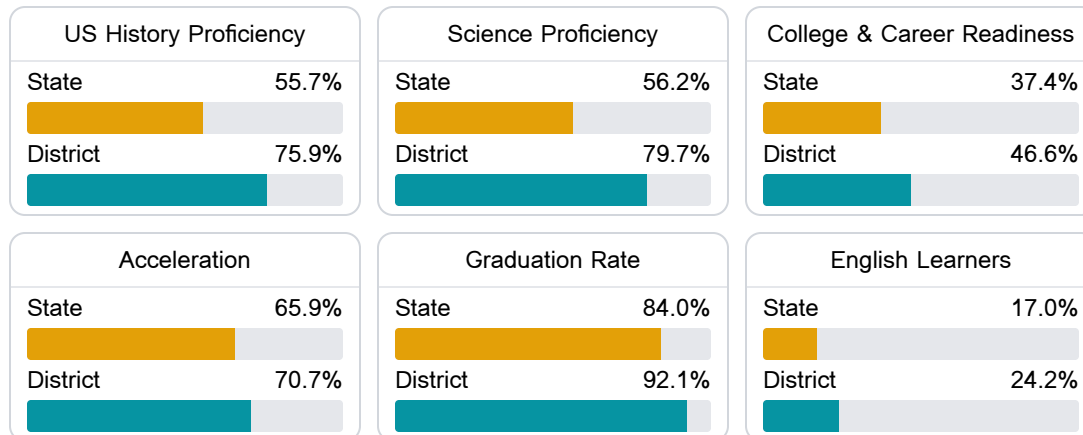 US History Proficiency
State 55.7%
District 75.9%
Science Proficiency
State 56.2%
District 79.7%
College & Career Readiness
State 37.4%
District 46.6%
Acceleration
State 65.9%
District 70.7%
Graduation Rate
State 84.0%
District 92.1%
English Learners
State 17.0%
District 24.2%